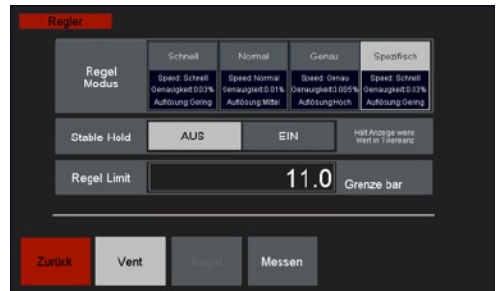 Regler
Regel
Modus
Schnell
Speed: Schnell
Genauigkeit:0.03%
Auflösung:Gering
Normal
Speed:Normal
Genauigkeit:0.01%
Auflösung:Mittel
Genau
Speed: Genau
Genauigkeit:0.005%
Auflösung:Hoch
Spezifisch
Speed: Schnell
Genauigkeit:0.03%
Auflösung:Gering
Stable Hold
AUS
EIN
Hält Anzeige wenn
Wert in Tolereanz
Regel Limit
11.0
Grenze bar
Zurück
Vent
Regel
Messen